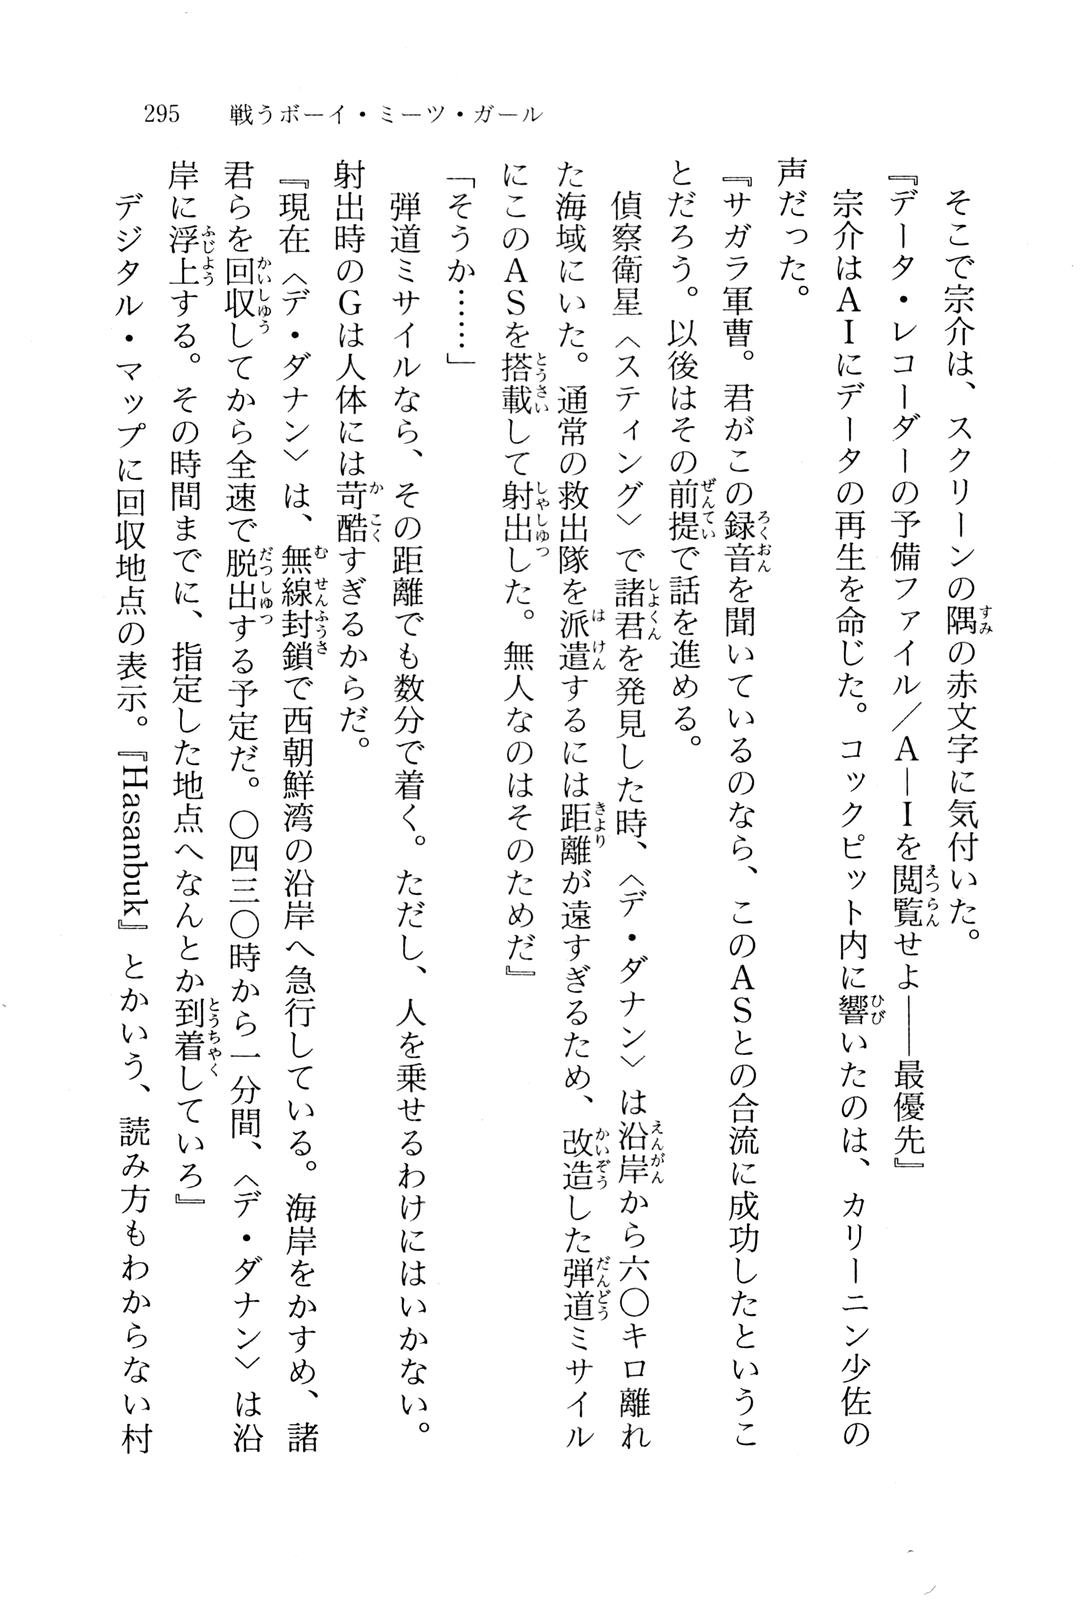 295　戦うボーイ・ミーツ・ガール
そこで宗介は、スクリーンの隅の赤文字に気付いた。
『データ・レコーダーの予備ファイル／Ａ―Ｉを閲覧せよ――最優先』
宗介はＡＩにデータの再生を命じた。コックピット内に響いたのは、カリーニン少佐の
声だった。
『サガラ軍曹。君がこの録音を聞いているのなら、このＡＳとの合流に成功したというこ
とだろう。以後はその前提で話を進める。
偵察衛星〈スティング〉で諸君を発見した時、〈デ・ダナン〉は沿岸から六〇キロ離れ
た海域にいた。通常の救出隊を派遣するには距離が遠すぎるため、改造した弾道ミサイル
にこのＡＳを搭載して射出した。無人なのはそのためだ』
「そうか……」
弾道ミサイルなら、その距離でも数分で着く。ただし、人を乗せるわけにはいかない。
射出時のＧは人体には苛酷すぎるからだ。
『現在〈デ・ダナン〉は、無線封鎖で西朝鮮湾の沿岸へ急行している。海岸をかすめ、諸
君らを回収してから全速で脱出する予定だ。〇四三〇時から一分間、〈デ・ダナン〉は沿
岸に浮上する。その時間までに、指定した地点へなんとか到着していろ』
デジタル・マップに回収地点の表示。『Hasanbuk』とかいう、読み方もわからない村